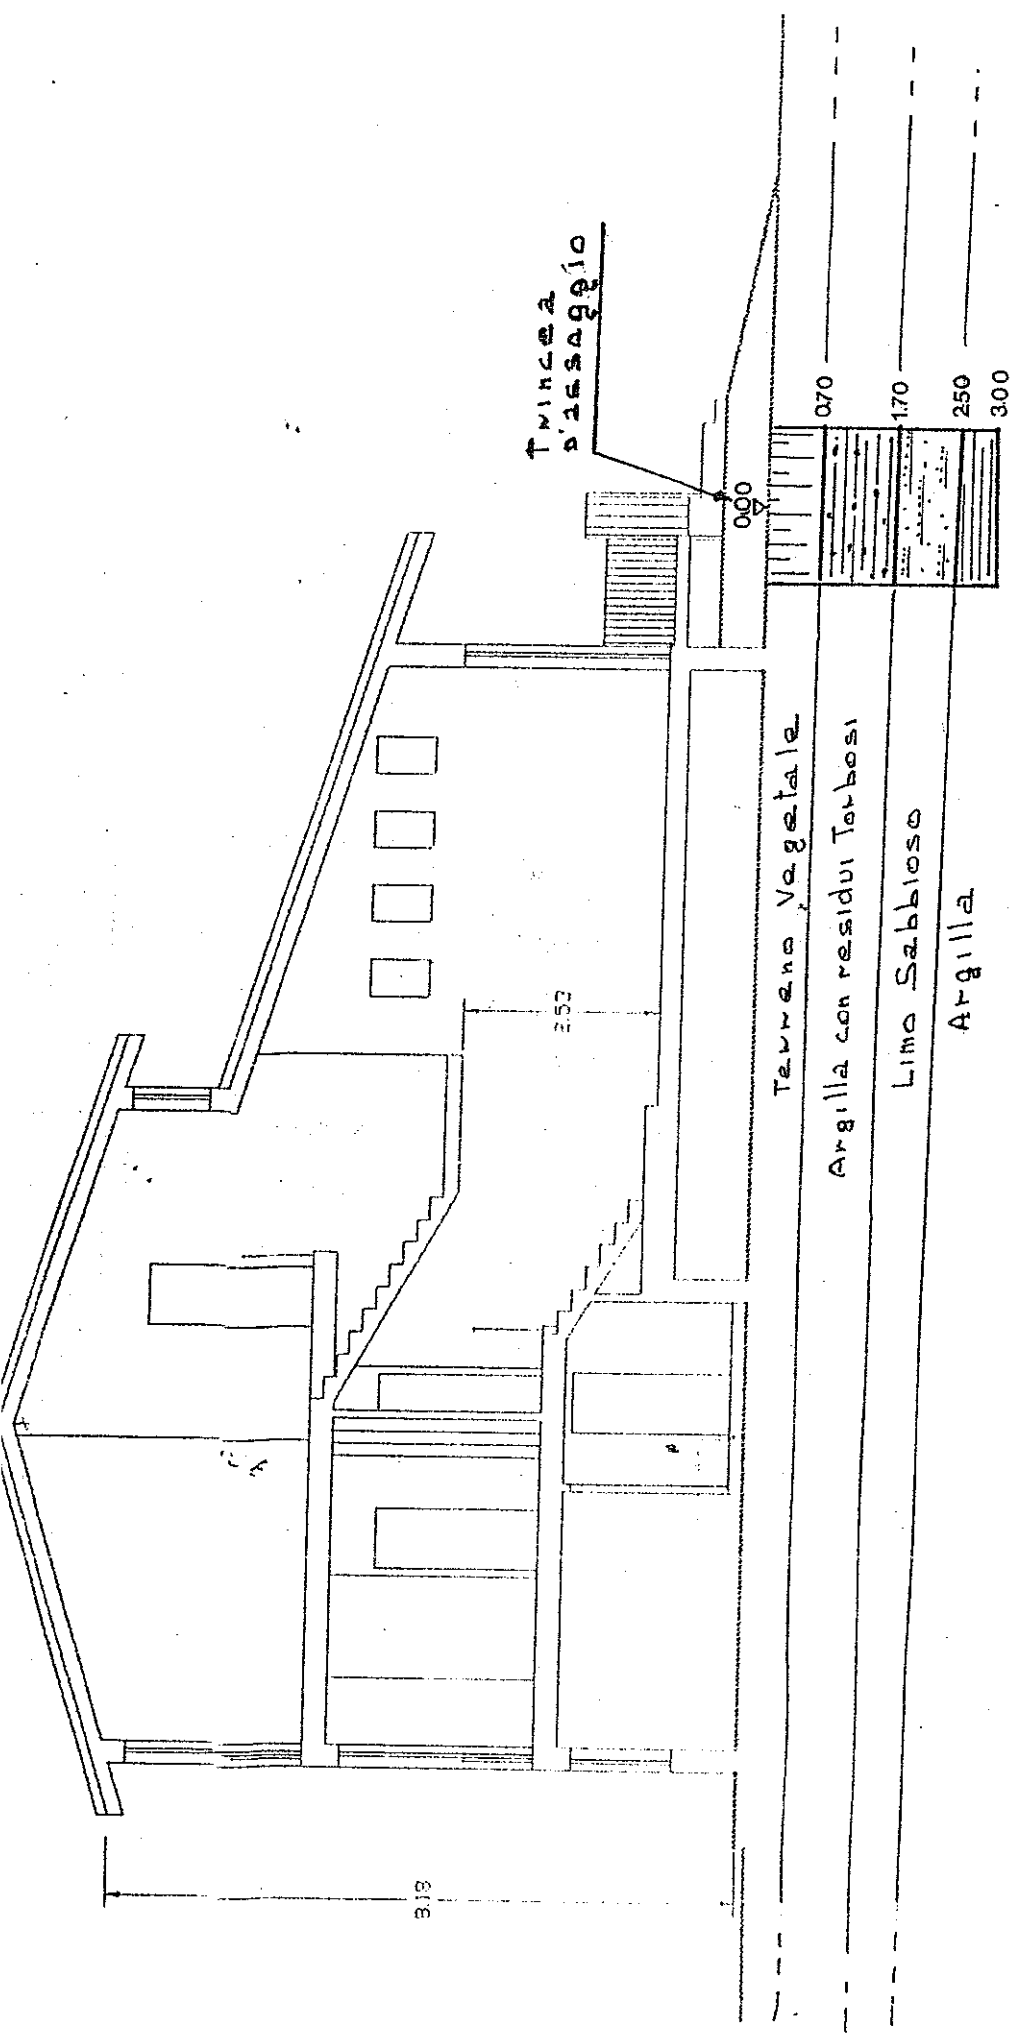 Trincea
D'assaggio
0.00
0.70
1.70
2.50
3.00
Terreno Vegetale
Argilla con residui Torbosi
Limo Sabbioso
Argilla
2.53
8.18